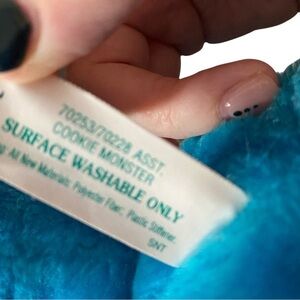 70253/70228 ASST.
COOKIE MONSTER
SURFACE WASHABLE ONLY
All New Materials: Polyester Fiber, Plastic Stiffener.
SNT